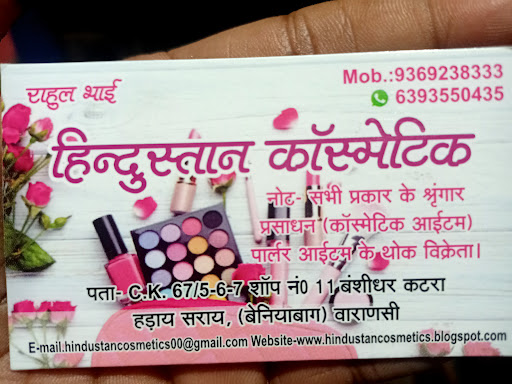 राहुल भाई
Mob.:9369238333
6393550435
हिन्दुस्तान कॉस्मेटिक
नोट- सभी प्रकार के श्रृंगार
प्रसाधन (कॉस्मेटिक आईटम)
पार्लर आईटम के थोक विक्रेता।
पता- C.K. 67/5-6-7 शॉप नं0 11 बंशीधर कटरा
हड़ाय सराय, (बेनियाबाग) वाराणसी
E-mail.hindustancosmetics00@gmail.com Website-www.hindustancosmetics.blogspot.com